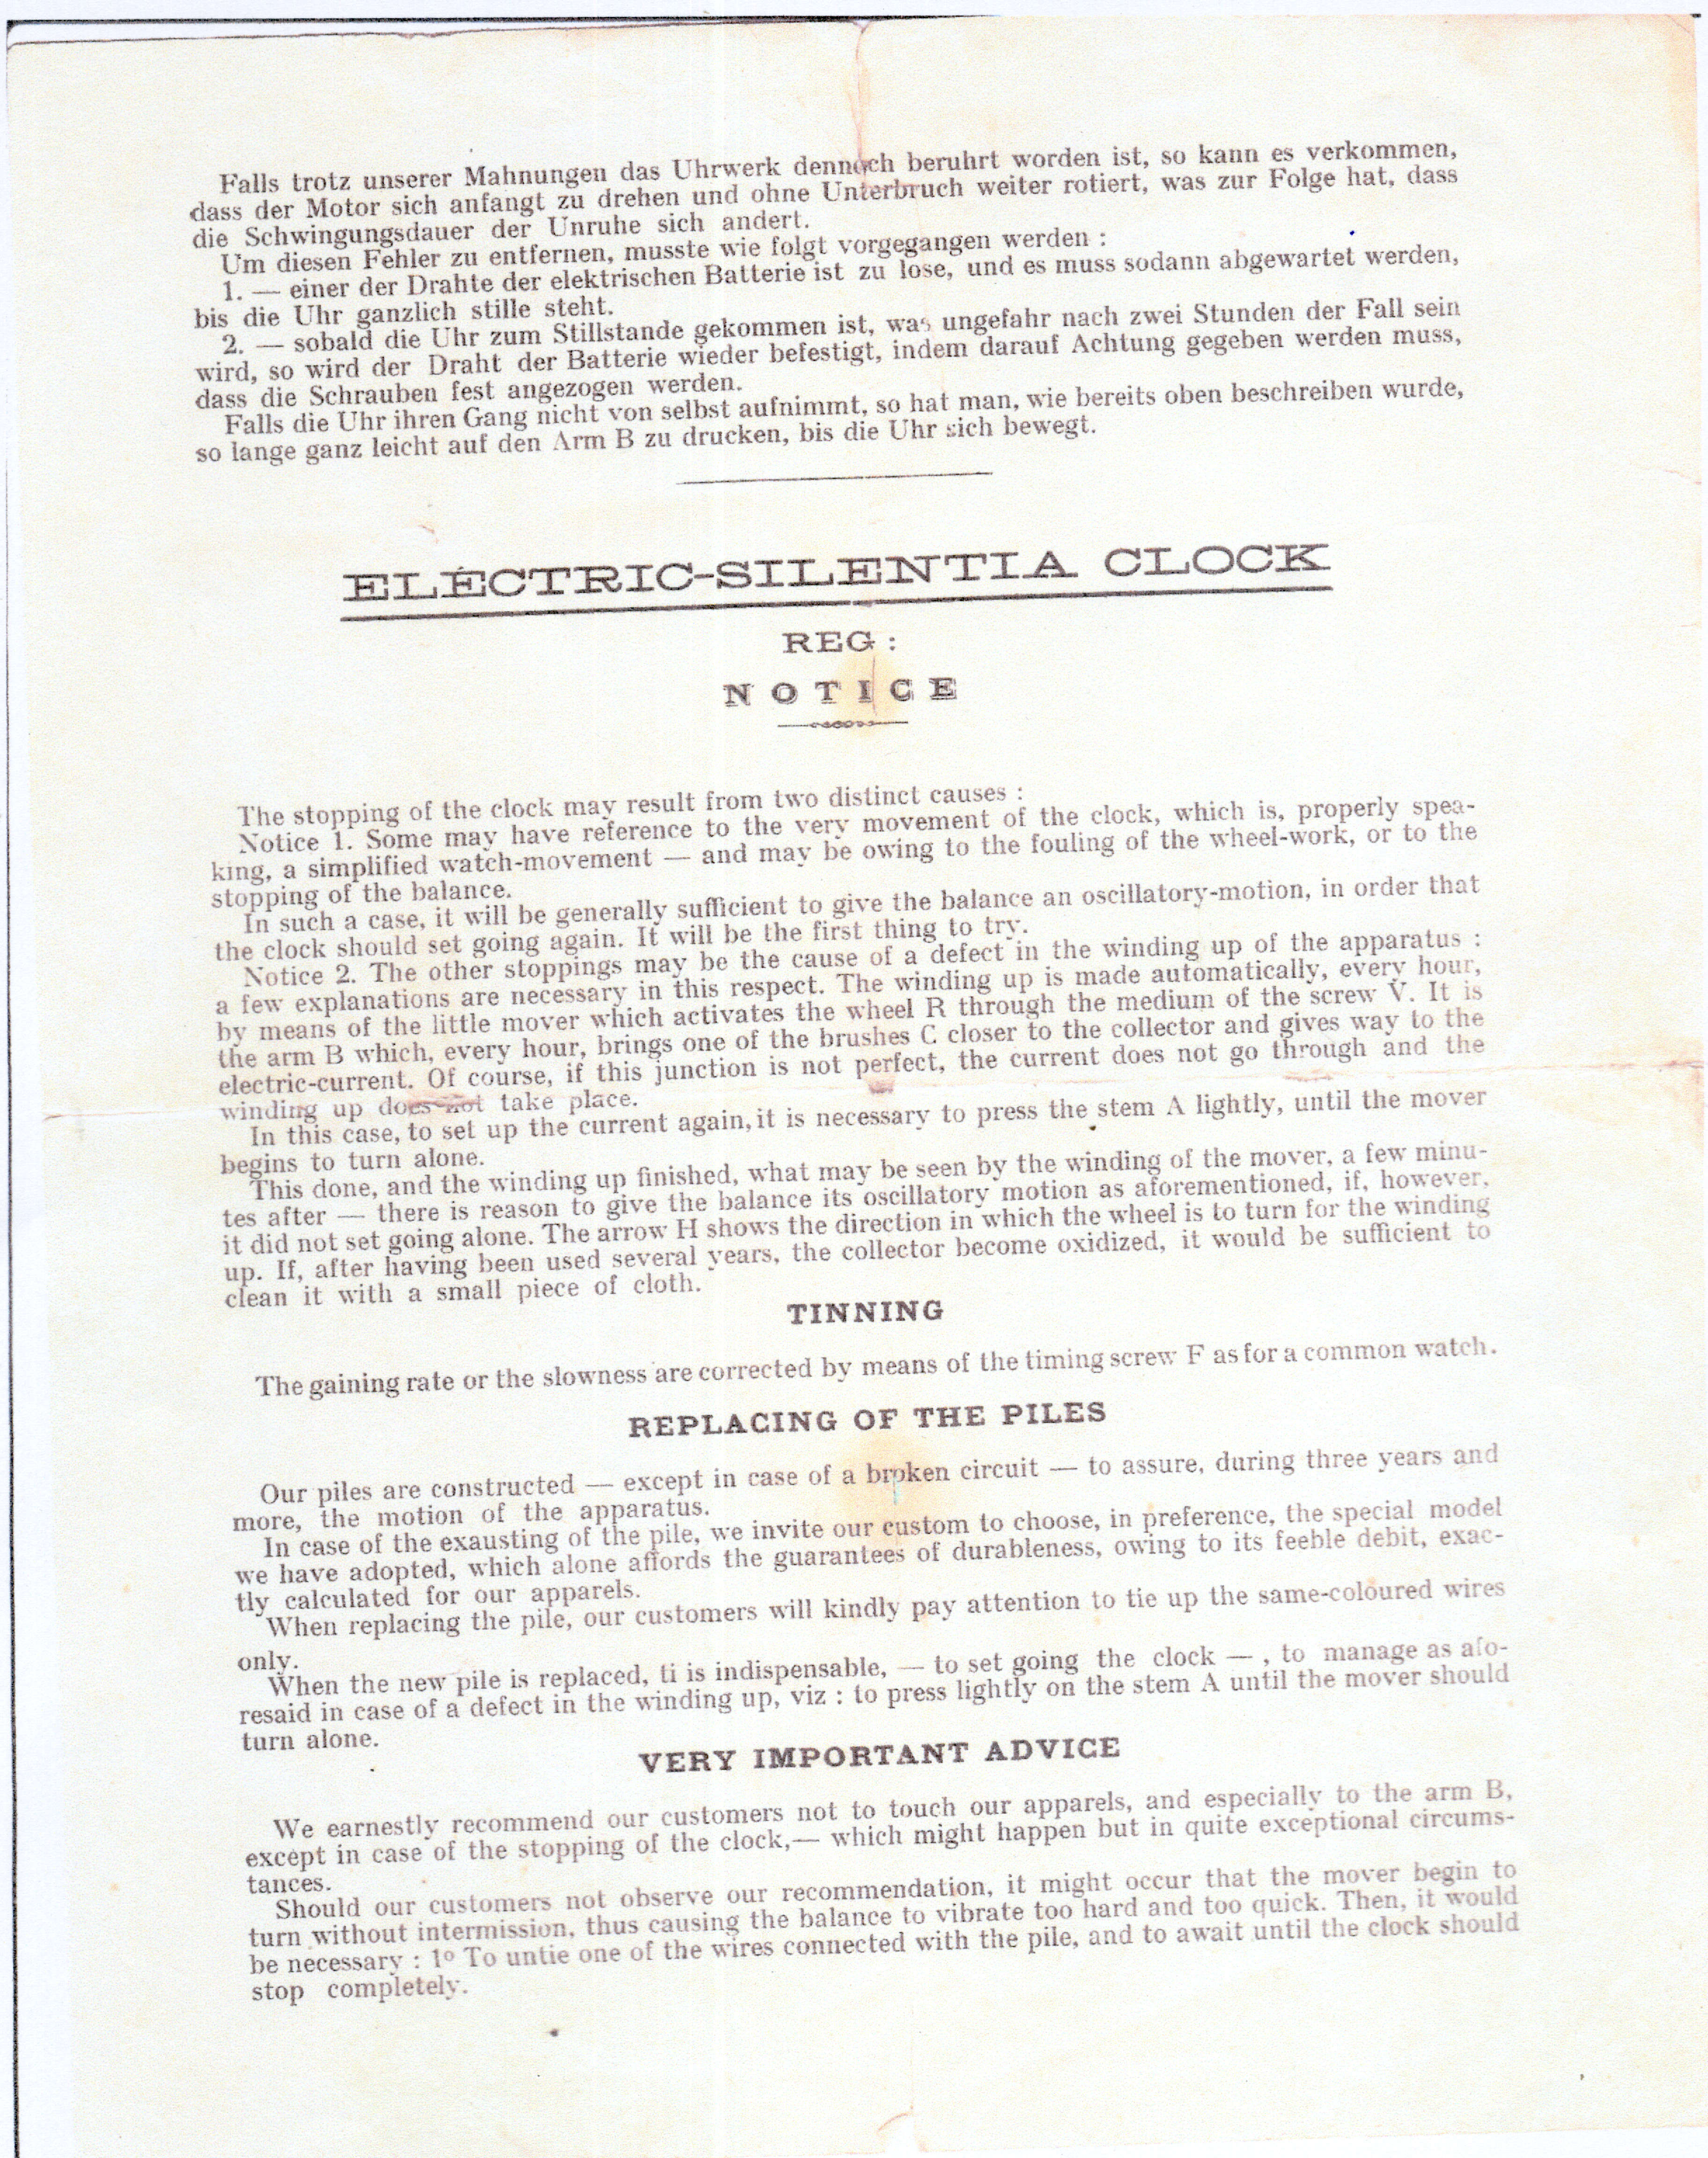 Falls trotz unserer Mahnungen das Uhrwerk dennoch beruhrt worden ist, so kann es verkommen,
dass der Motor sich anfangt zu drehen und ohne Unterbruch weiter rotiert, was zur Folge hat, dass
die Schwingungsdauer der Unruhe sich andert.
Um diesen Fehler zu entfernen, musste wie folgt vorgegangen werden :
1. — einer der Drahte der elektrischen Batterie ist zu lose, und es muss sodann abgewartet werden,
bis die Uhr ganzlich stille steht.
2. — sobald die Uhr zum Stillstande gekommen ist, was ungefahr nach zwei Stunden der Fall sein
wird, so wird der Draht der Batterie wieder befestigt, indem darauf Achtung gegeben werden muss,
dass die Schrauben fest angezogen werden.
Falls die Uhr ihren Gang nicht von selbst aufnimmt, so hat man, wie bereits oben beschreiben wurde,
so lange ganz leicht auf den Arm B zu drucken, bis die Uhr sich bewegt.
ELÉCTRIC-SILENTIA CLOCK
REG :
NOTICE
The stopping of the clock may result from two distinct causes :
Notice 1. Some may have reference to the very movement of the clock, which is, properly spea-
king, a simplified watch-movement — and may be owing to the fouling of the wheel-work, or to the
stopping of the balance.
In such a case, it will be generally sufficient to give the balance an oscillatory-motion, in order that
the clock should set going again. It will be the first thing to try.
Notice 2. The other stoppings may be the cause of a defect in the winding up of the apparatus :
a few explanations are necessary in this respect. The winding up is made automatically, every hour,
by means of the little mover which activates the wheel R through the medium of the screw V. It is
the arm B which, every hour, brings one of the brushes C closer to the collector and gives way to the
electric-current. Of course, if this junction is not perfect, the current does not go through and the
winding up does not take place.
In this case, to set up the current again, it is necessary to press the stem A lightly, until the mover
begins to turn alone.
This done, and the winding up finished, what may be seen by the winding of the mover, a few minu-
tes after — there is reason to give the balance its oscillatory motion as aforementioned, if, however,
it did not set going alone. The arrow H shows the direction in which the wheel is to turn for the winding
up. If, after having been used several years, the collector become oxidized, it would be sufficient to
clean it with a small piece of cloth.
TINNING
The gaining rate or the slowness are corrected by means of the timing screw F as for a common watch.
REPLACING OF THE PILES
Our piles are constructed — except in case of a broken circuit — to assure, during three years and
more, the motion of the apparatus.
In case of the exausting of the pile, we invite our custom to choose, in preference, the special model
we have adopted, which alone affords the guarantees of durableness, owing to its feeble debit, exac-
tly calculated for our apparels.
When replacing the pile, our customers will kindly pay attention to tie up the same-coloured wires
only.
When the new pile is replaced, ti is indispensable, — to set going the clock — , to manage as afo-
resaid in case of a defect in the winding up, viz : to press lightly on the stem A until the mover should
turn alone.
VERY IMPORTANT ADVICE
We earnestly recommend our customers not to touch our apparels, and especially to the arm B,
except in case of the stopping of the clock,— which might happen but in quite exceptional circums-
tances.
Should our customers not observe our recommendation, it might occur that the mover begin to
turn without intermission, thus causing the balance to vibrate too hard and too quick. Then, it would
be necessary : 1º To untie one of the wires connected with the pile, and to await until the clock should
stop completely.